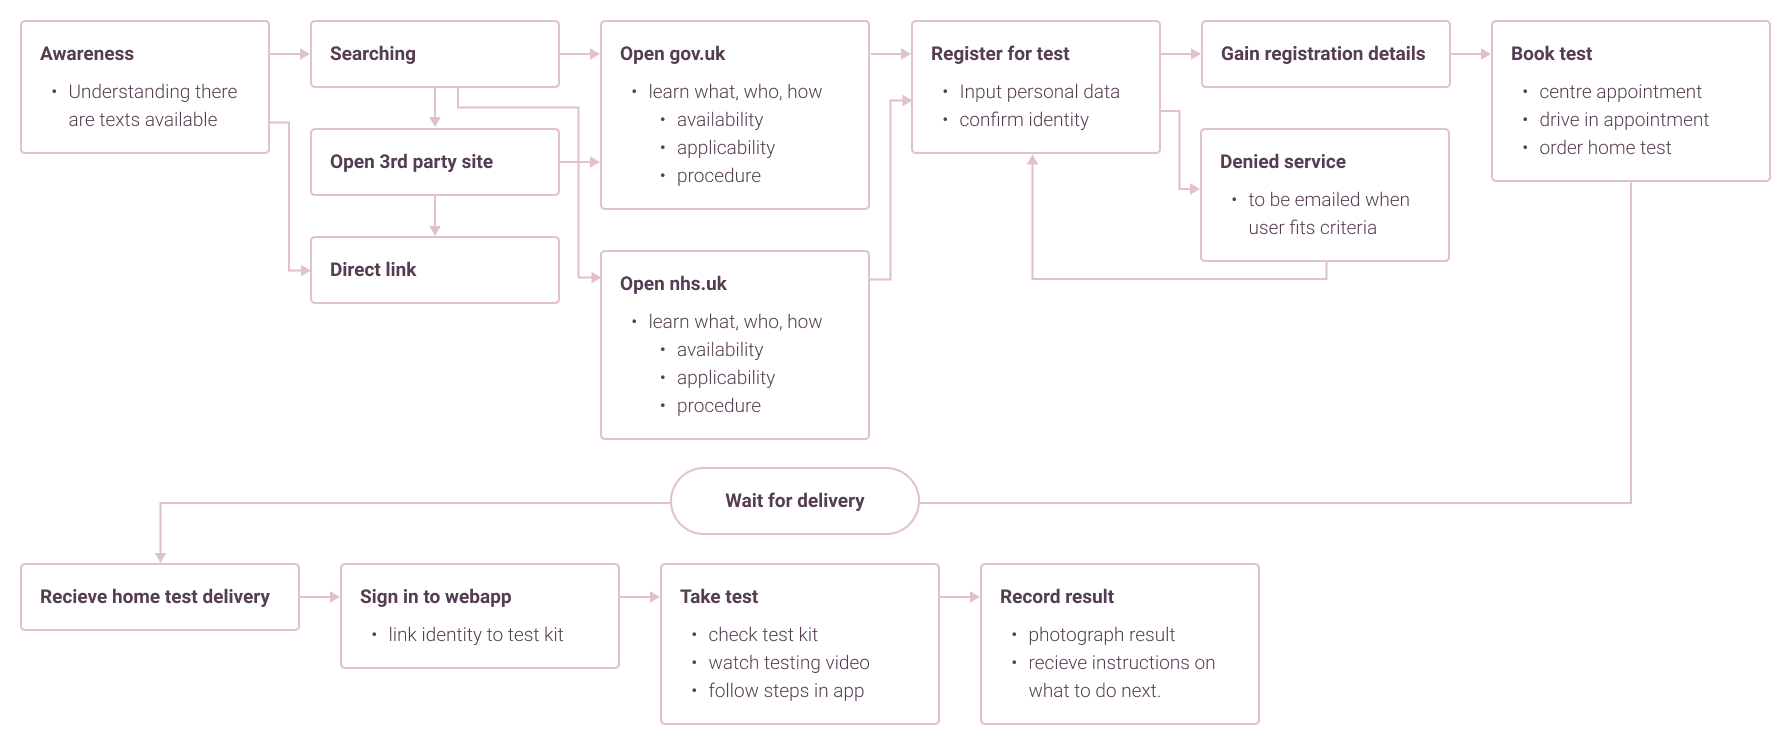 Awareness
• Understanding there
are texts available
Searching
Open 3rd party site
Direct link
Open gov.uk
• learn what, who, how
• availability
• applicability
• procedure
Open nhs.uk
• learn what, who, how
• availability
• applicability
• procedure
Register for test
• Input personal data
• confirm identity
Gain registration details
Denied service
• to be emailed when
user fits criteria
Book test
• centre appointment
• drive in appointment
• order home test
Wait for delivery
Recieve home test delivery
Sign in to webapp
• link identity to test kit
Take test
• check test kit
• watch testing video
• follow steps in app
Record result
• photograph result
• recieve instructions on
what to do next.